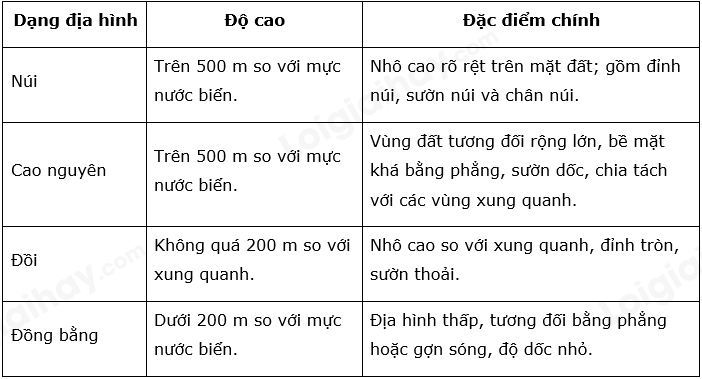 Dạng địa hình Độ cao Đặc điểm chính
Núi
Trên 500 m so với mực
nước biển.
Nhô cao rõ rệt trên mặt đất; gồm đỉnh
núi, sườn núi và chân núi.
Cao nguyên
Trên 500 m so với mực
nước biển.
Vùng đất tương đối rộng lớn, bề mặt
khá bằng phẳng, sườn dốc, chia tách
với các vùng xung quanh.
Đồi
Không quá 200 m so với
xung quanh.
Nhô cao so với xung quanh, đỉnh tròn,
sườn thoải.
Đồng bằng
Dưới 200 m so với mực
nước biển.
Địa hình thấp, tương đối bằng phẳng
hoặc gợn sóng, độ dốc nhỏ.
Loigiaihay.com
aihay.com
Loigiai